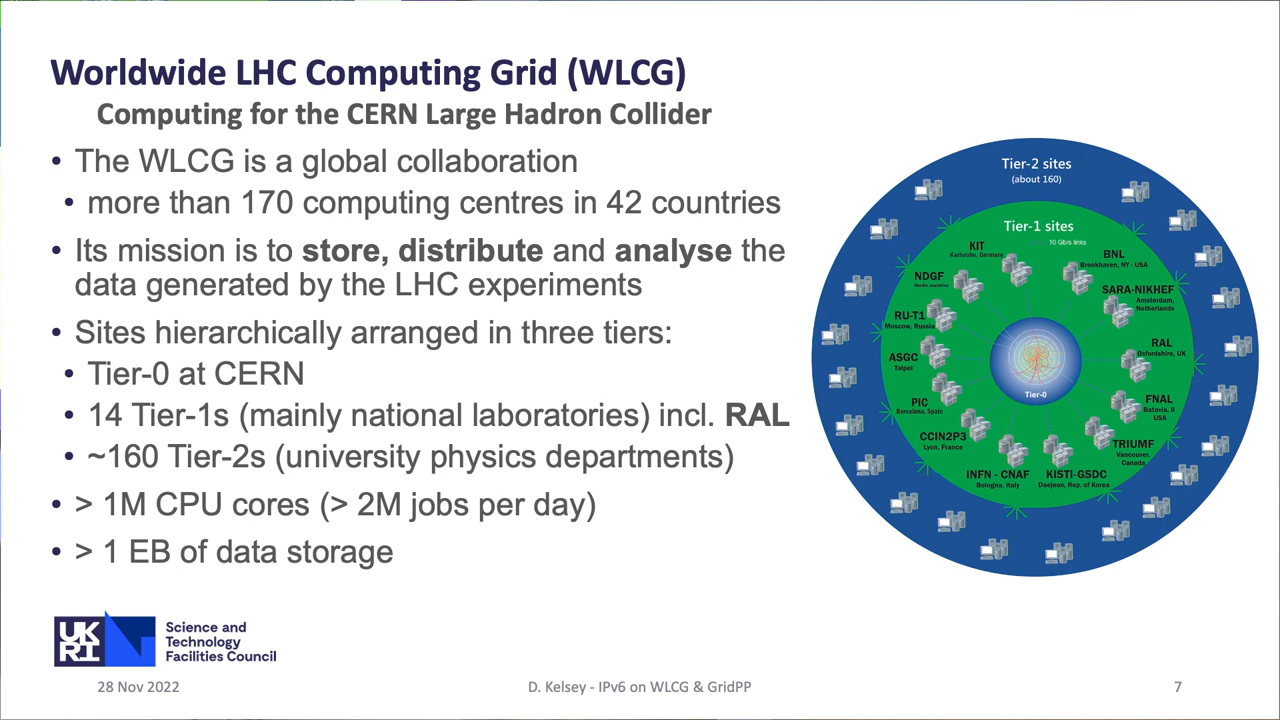 Worldwide LHC Computing Grid (WLCG)
Computing for the CERN Large Hadron Collider
• The WLCG is a global collaboration
• more than 170 computing centres in 42 countries
• Its mission is to store, distribute and analyse the
data generated by the LHC experiments
• Sites hierarchically arranged in three tiers:
• Tier-0 at CERN
• 14 Tier-1s (mainly national laboratories) incl. RAL
• ~160 Tier-2s (university physics departments)
• > 1M CPU cores (> 2M jobs per day)
• > 1 EB of data storage
Tier-2 sites
(about 160)
Tier-1 sites
10 Gb/s links
KIT
Karlsruhe, Germany
BNL
Brookhaven, NY - USA
NDGF
Nordic countries
SARA-NIKHEF
Amsterdam,
Netherlands
RU-T1
Moscow, Russia
RAL
Oxfordshire, UK
ASGC
Taipei
PIC
Barcelona, Spain
FNAL
Batavia, Il
USA
CCIN2P3
Lyon, France
TRIUMF
Vancouver,
Canada
INFN - CNAF
Bologna, Italy
KISTI-GSDC
Daejeon, Rep. of Korea
Tier-0
UK
RI
Science and
Technology
Facilities Council
28 Nov 2022
D. Kelsey - IPv6 on WLCG & GridPP
7